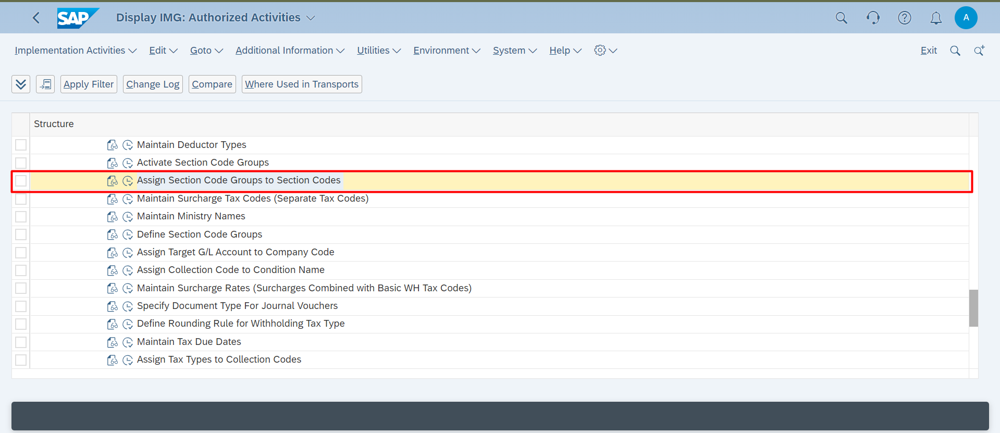 SAP Display IMG: Authorized Activities
A
Implementation Activities Edit Goto Additional Information Utilities Environment System Help Exit
Apply Filter Change Log Compare Where Used in Transports
Structure
Maintain Deductor Types
Activate Section Code Groups
Assign Section Code Groups to Section Codes
Maintain Surcharge Tax Codes (Separate Tax Codes)
Maintain Ministry Names
Define Section Code Groups
Assign Target G/L Account to Company Code
Assign Collection Code to Condition Name
Maintain Surcharge Rates (Surcharges Combined with Basic WH Tax Codes)
Specify Document Type For Journal Vouchers
Define Rounding Rule for Withholding Tax Type
Maintain Tax Due Dates
Assign Tax Types to Collection Codes